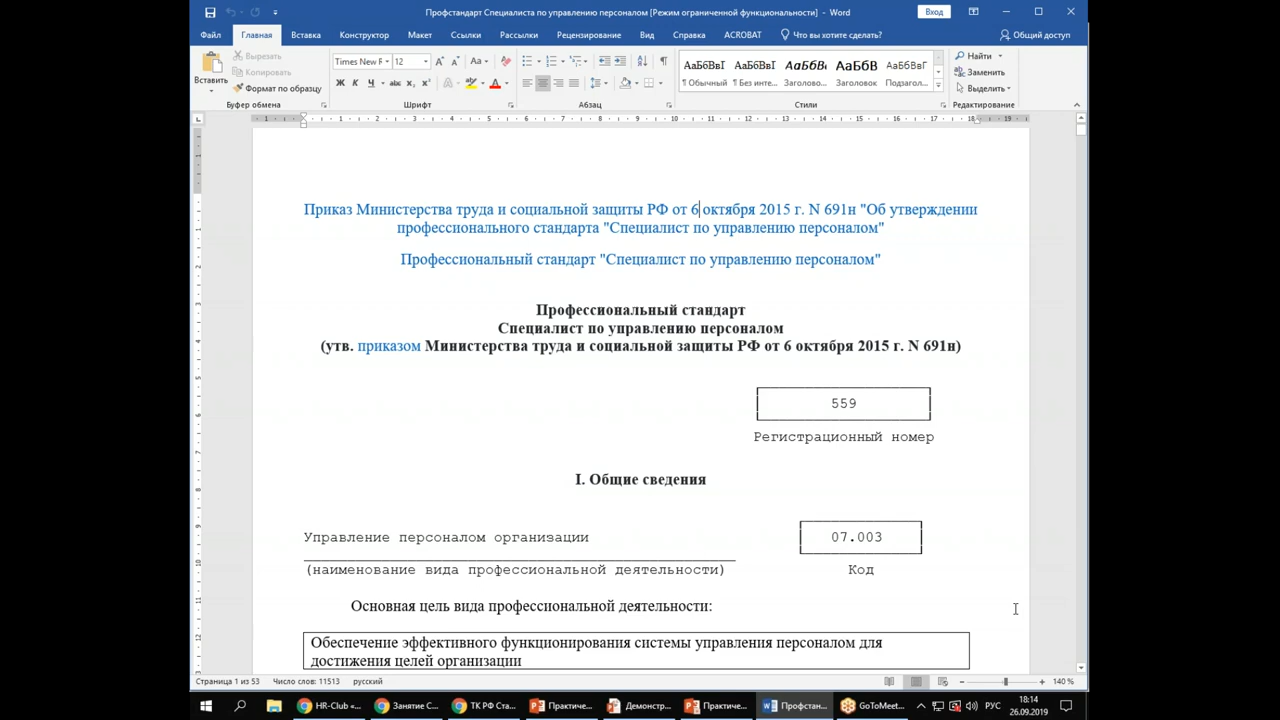 Профстандарт Специалиста по управлению персоналом [Режим ограниченной функциональности] - Word
Вход
Файл Главная Вставка Конструктор Макет Ссылки Рассылки Рецензирование Вид Справка ACROBAT Что вы хотите сделать? Общий доступ
Вставить
Вырезать
Копировать
Формат по образцу
Буфер обмена
Times New R 12
Шрифт
Абзац
АаБбВвІ АаБбВвІ АаБбВı АаБбВ АаБбВвГ
¶ Обычный ¶ Без инте... Заголово... Заголовок Подзагол...
Стили
Найти
Заменить
Выделить
Редактирование
Приказ Министерства труда и социальной защиты РФ от 6 октября 2015 г. N 691н "Об утверждении
профессионального стандарта "Специалист по управлению персоналом"
Профессиональный стандарт "Специалист по управлению персоналом"
Профессиональный стандарт
Специалист по управлению персоналом
(утв. приказом Министерства труда и социальной защиты РФ от 6 октября 2015 г. N 691н)
559
Регистрационный номер
I. Общие сведения
Управление персоналом организации 07.003
(наименование вида профессиональной деятельности) Код
Основная цель вида профессиональной деятельности:
Обеспечение эффективного функционирования системы управления персоналом для
достижения целей организации
Страница 1 из 53 Число слов: 11513 русский 140 %
HR-Club «... Занятие С... ТК РФ Ста... Практиче... Демонстр... Практиче... Профстан... GoToMeet... РУС 18:14
26.09.2019